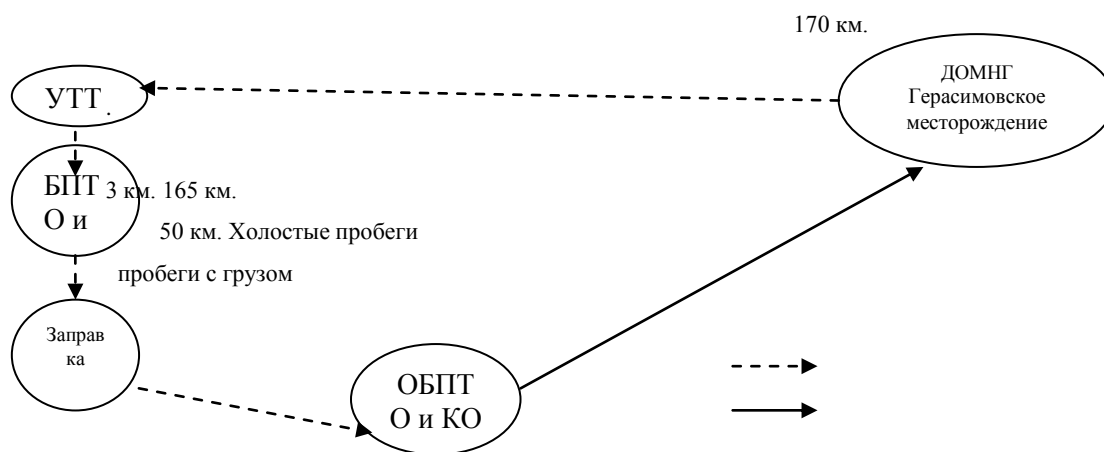 170 км.
ДОМНГ
Герасимовское
месторождение
УТТ
.
БПТ
О и
3 км. 165 км.
50 км. Холостые пробеги
пробеги с грузом
Заправ
ка
ОБПТ
О и КО